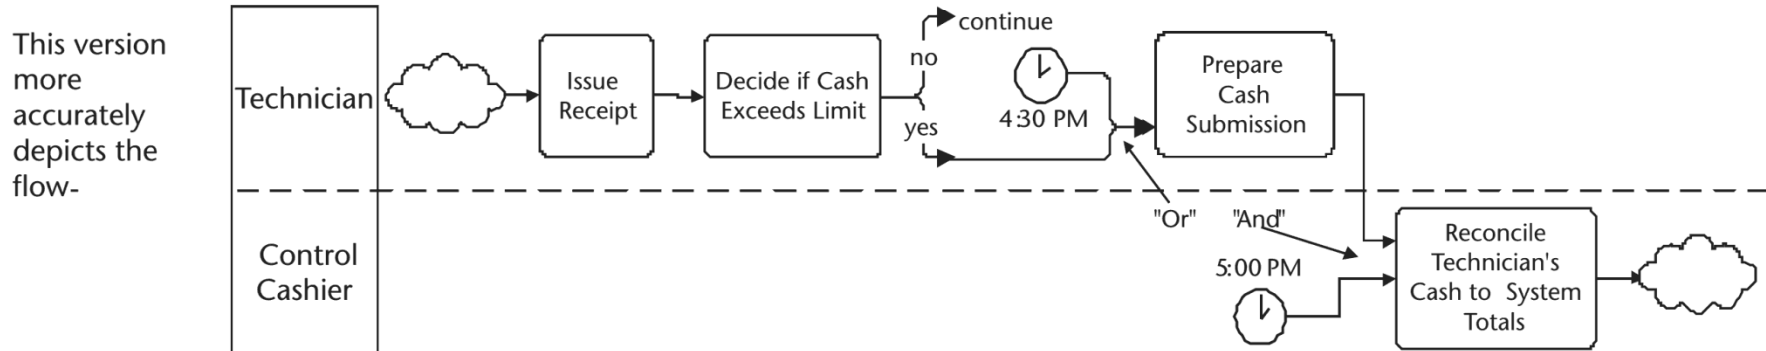 This version
more
accurately
depicts the
flow-
Technician
Issue
Receipt
Decide if Cash
Exceeds Limit
no
continue
yes
4:30 PM
Prepare
Cash
Submission
"Or"
"And"
Control
Cashier
5:00 PM
Reconcile
Technician's
Cash to System
Totals